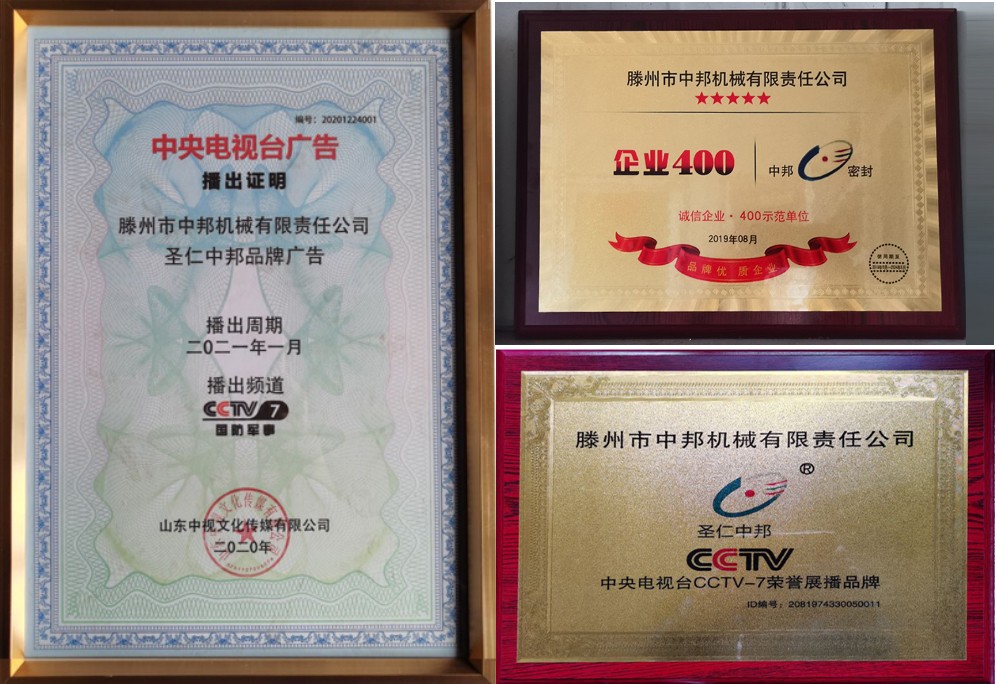 编号：20201224001
中央电视台广告
播出证明
滕州市中邦机械有限责任公司
圣仁中邦品牌广告
播出周期
二〇二一年一月
播出频道
CCTV 7
国防军事
山东中视文化传媒有限公司
二〇二〇年
滕州市中邦机械有限责任公司
★★★★★
企业400
中邦 密封
诚信企业·400示范单位
2019年08月
品牌优质企业
滕州市中邦机械有限责任公司
®
圣仁中邦
CCTV
中央电视台CCTV-7荣誉展播品牌
ID编号：2081974330050011